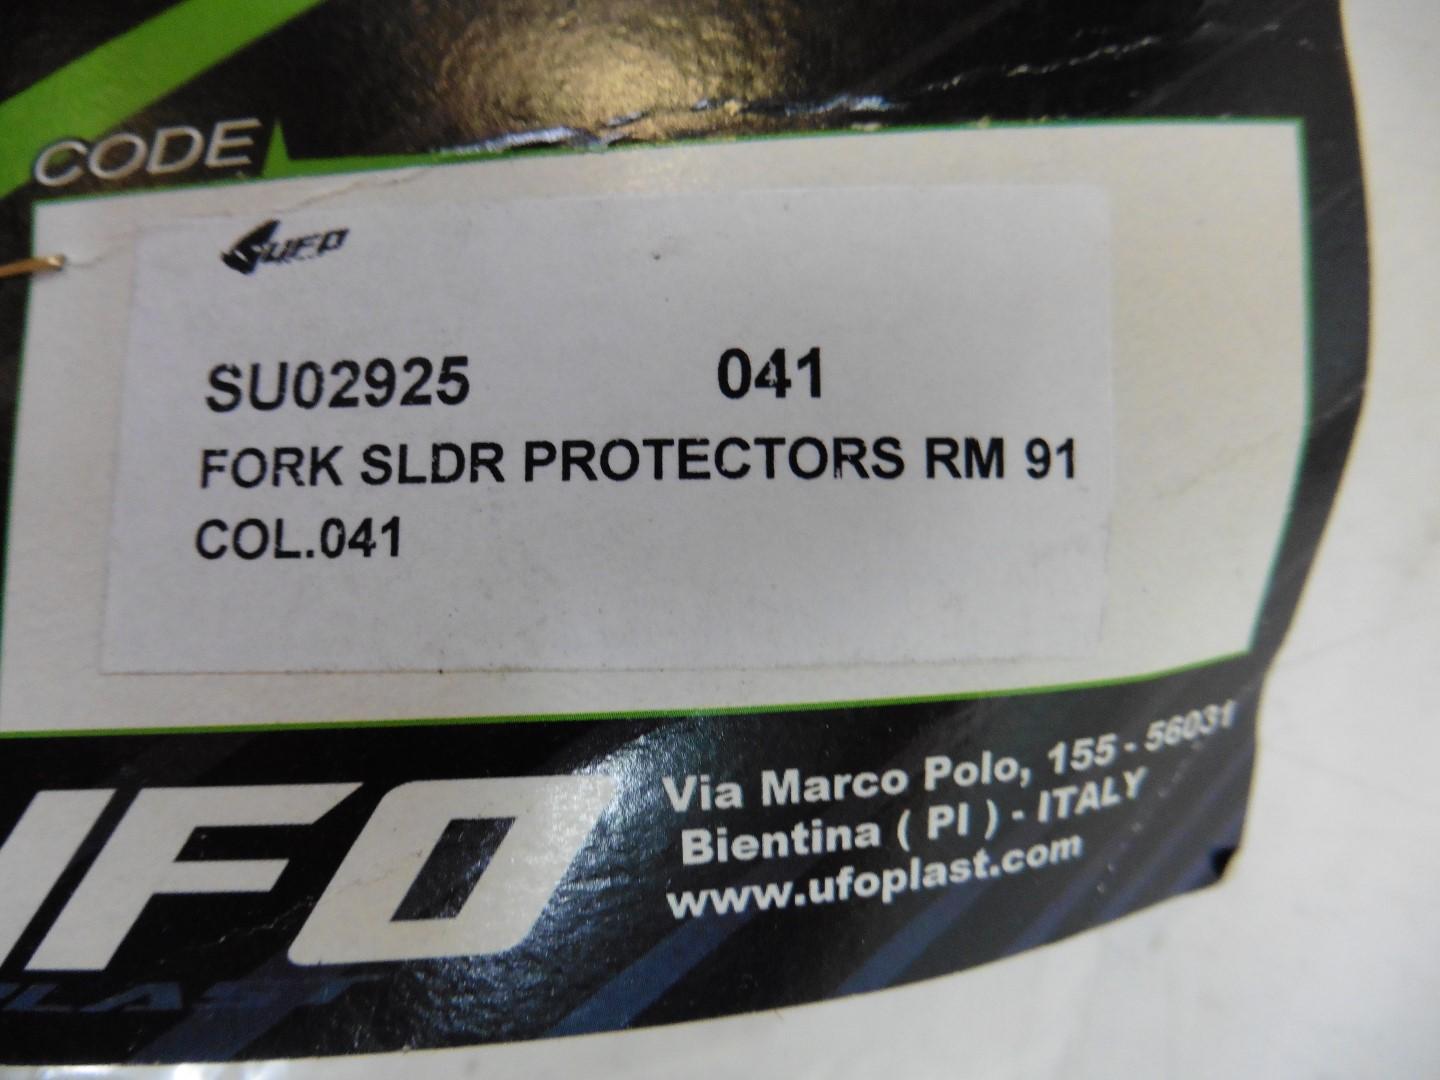 CODE
UFO
SU02925 041
FORK SLDR PROTECTORS RM 91
COL.041
UFO
PLAST
Via Marco Polo, 155 - 56031
Bientina ( PI ) - ITALY
www.ufoplast.com